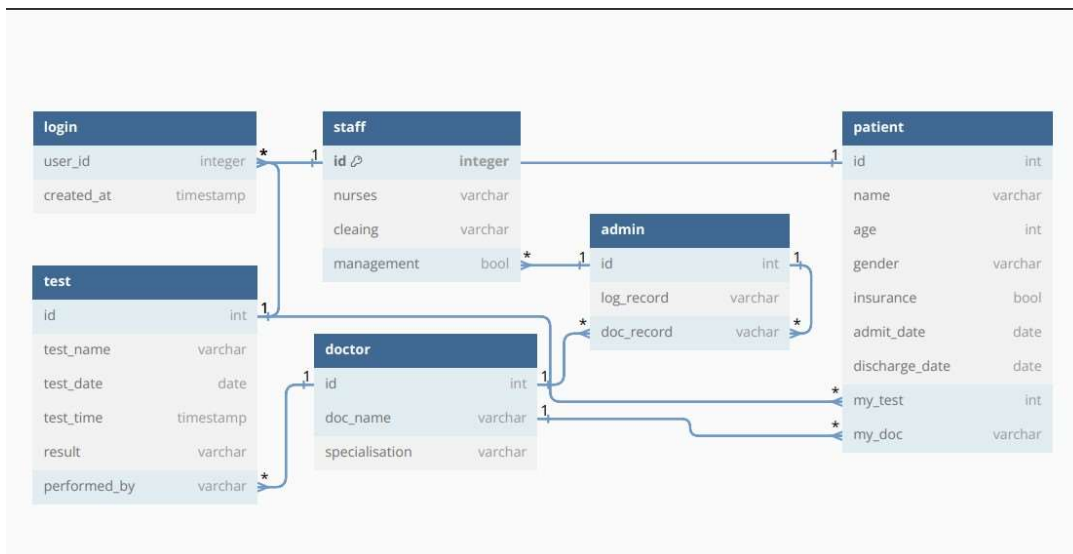 login
user_id integer
created_at timestamp
staff
id integer
nurses varchar
cleaing varchar
management bool
patient
id int
name varchar
age int
gender varchar
insurance bool
admit_date date
discharge_date date
my_test int
my_doc varchar
admin
id int
log_record varchar
doc_record vachar
test
id int
test_name varchar
test_date date
test_time timestamp
result varchar
performed_by varchar
doctor
id int
doc_name varchar
specialisation varchar
* 1 1
* 1 1
1 * *
1 1 *
1 *
*